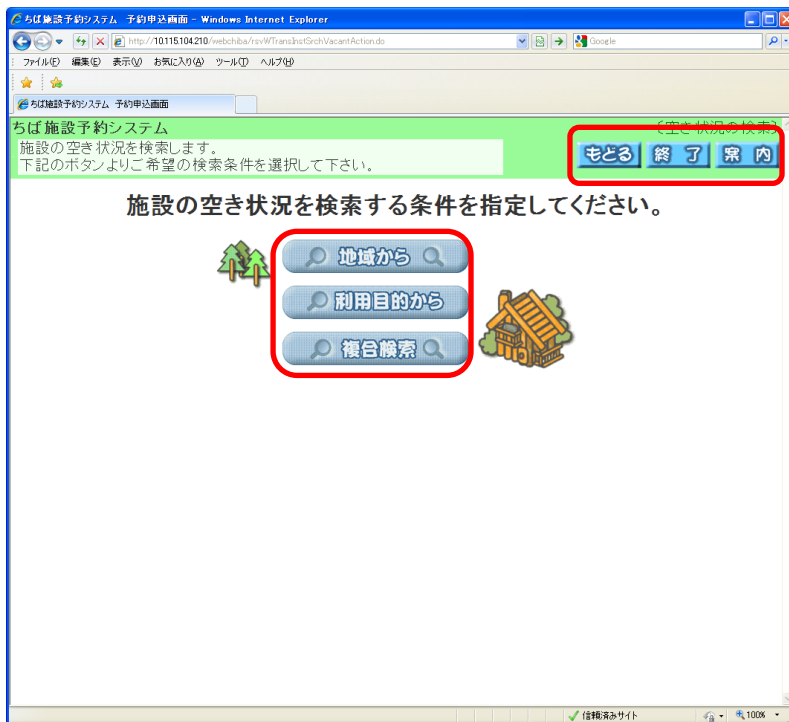 ちば施設予約システム 予約申込画面 - Windows Internet Explorer
http://10.115.104.210/webchiba/rsvWTransInstSrchVacantAction.do
Google
ファイル(F) 編集(E) 表示(V) お気に入り(A) ツール(T) ヘルプ(H)
ちば施設予約システム 予約申込画面
ちば施設予約システム
[空き状況の検索]
施設の空き状況を検索します。
下記のボタンよりご希望の検索条件を選択して下さい。
もどる 終了 案内
施設の空き状況を検索する条件を指定してください。
地域から
利用目的から
複合検索
信頼済みサイト
100%